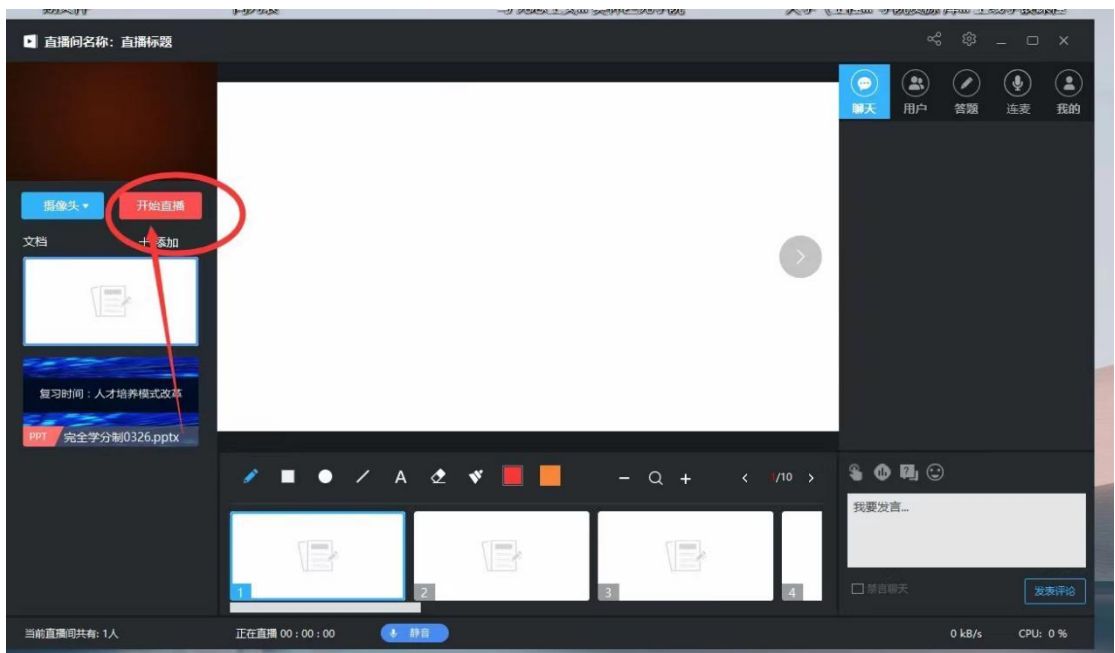 直播间名称：直播标题
聊天 用户 答题 连麦 我的
摄像头 开始直播
文档 添加
复习时间：人才培养模式改革
PPT 完全学分制0326.pptx
A
/10
1 2 3 4
我要发言...
禁言聊天 发表评论
当前直播间共有: 1人 正在直播 00 : 00 : 00 静音 0 kB/s CPU: 0 %